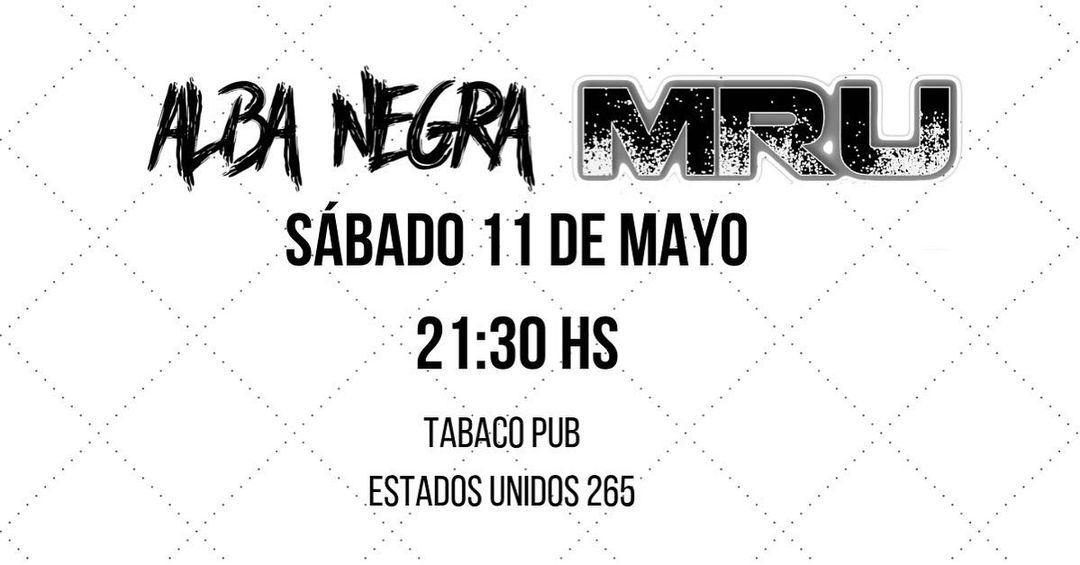 ALBA NEGRA MRU
SÁBADO 11 DE MAYO
21:30 HS
TABACO PUB
ESTADOS UNIDOS 265